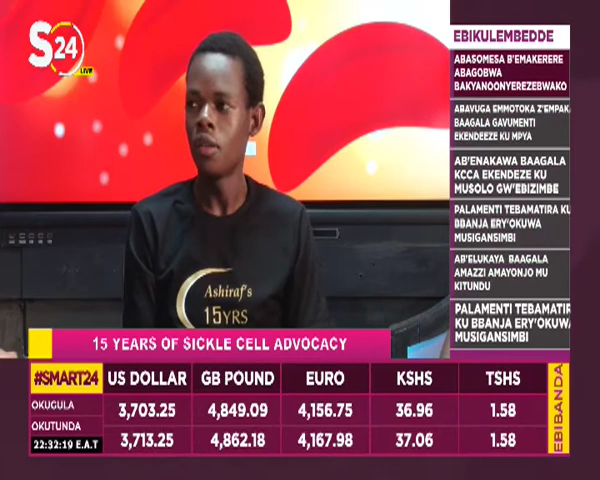 S24
LIVE
EBIKULEMBEDDE
ABASOMESA B'EMAKERERE
ABAGOBWA
BAKYANOONYEREZEBWAKO
ABAVUGA EMMOTOKA Z'EMPAKA
BAAGALA GAVUMENTI
EKENDEEZE KU MPYA
AB'ENAKAWA BAAGALA
KCCA EKENDEZE KU
MUSOLO GW'EBIZIMBE
PALAMENTI TEBAMATIRA KU
BBANJA ERY'OKUWA
MUSIGANSIMBI
AB'ELUKAYA BAAGALA
AMAZZI AMAYONJO MU
KITUNDU
PALAMENTI TEBAMATIR
KU BBANJA ERY'OKUWA
MUSIGANSIMBI
Ashiraf's
15YRS
15 YEARS OF SICKLE CELL ADVOCACY
#SMART24 US DOLLAR GB POUND EURO KSHS TSHS
OKUGULA 3,703.25 4,849.09 4,156.75 36.96 1.58
OKUTUNDA 3,713.25 4,862.18 4,167.98 37.06 1.58
22:32:19 E.A.T
EBIBANDA